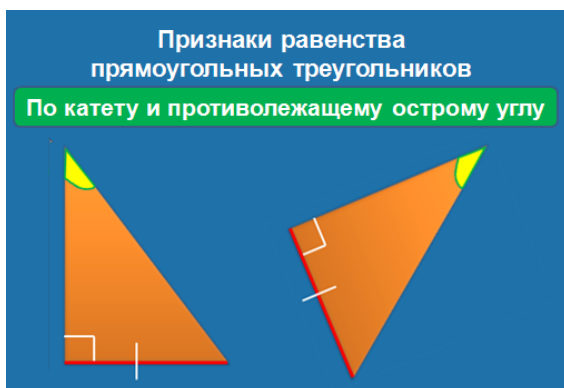 Признаки равенства
прямоугольных треугольников
По катету и противолежащему острому углу